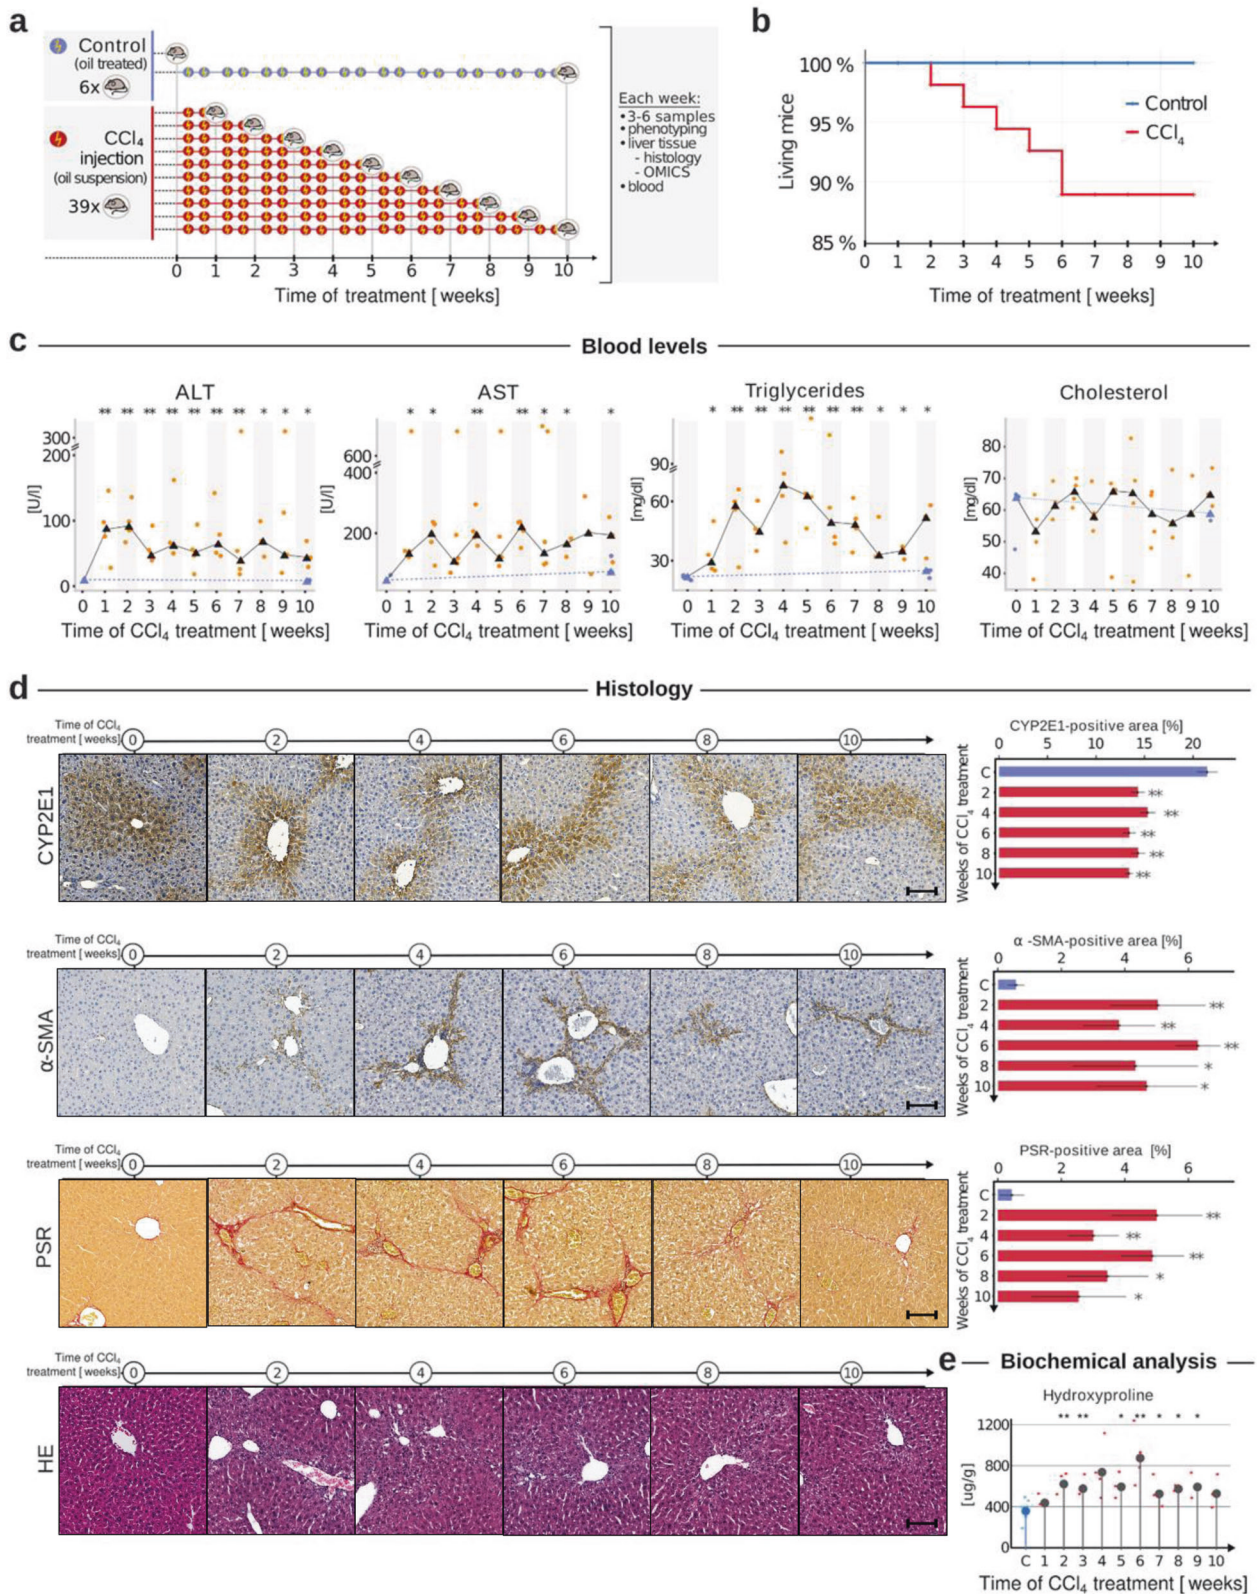 a
Control
(oil treated)
6x
CCl4
injection
(oil suspension)
39x
0 1 2 3 4 5 6 7 8 9 10
Time of treatment [weeks]
Each week:
•3-6 samples
•phenotyping
•liver tissue
- histology
- OMICS
•blood
b
Living mice
100 %
95 %
90 %
85 %
Control
CCl4
0 1 2 3 4 5 6 7 8 9 10
Time of treatment [weeks]
c
Blood levels
ALT
** ** ** ** ** ** ** * * *
[U/l]
300
200
100
0
0 1 2 3 4 5 6 7 8 9 10
Time of CCl4 treatment [weeks]
AST
* * ** ** * * *
[U/l]
600
400
200
0 1 2 3 4 5 6 7 8 9 10
Time of CCl4 treatment [weeks]
Triglycerides
* ** ** ** ** ** ** * * *
[mg/dl]
90
60
30
0 1 2 3 4 5 6 7 8 9 10
Time of CCl4 treatment [weeks]
Cholesterol
[mg/dl]
80
70
60
50
40
0 1 2 3 4 5 6 7 8 9 10
Time of CCl4 treatment [weeks]
d
Histology
Time of CCl4
treatment [weeks]
0 2 4 6 8 10
CYP2E1
CYP2E1-positive area [%]
0 5 10 15 20
Weeks of CCl4 treatment
C
2 **
4 **
6 **
8 **
10 **
Time of CCl4
treatment [weeks]
0 2 4 6 8 10
α-SMA
α -SMA-positive area [%]
0 2 4 6
Weeks of CCl4 treatment
C
2 **
4 **
6 **
8 *
10 *
Time of CCl4
treatment [weeks]
0 2 4 6 8 10
PSR
PSR-positive area [%]
0 2 4 6
Weeks of CCl4 treatment
C
2 **
4 **
6 **
8 *
10 *
Time of CCl4
treatment [weeks]
0 2 4 6 8 10
HE
e
Biochemical analysis
Hydroxyproline
** ** * ** * * *
[ug/g]
1200
800
400
0
C 1 2 3 4 5 6 7 8 9 10
Time of CCl4 treatment [weeks]